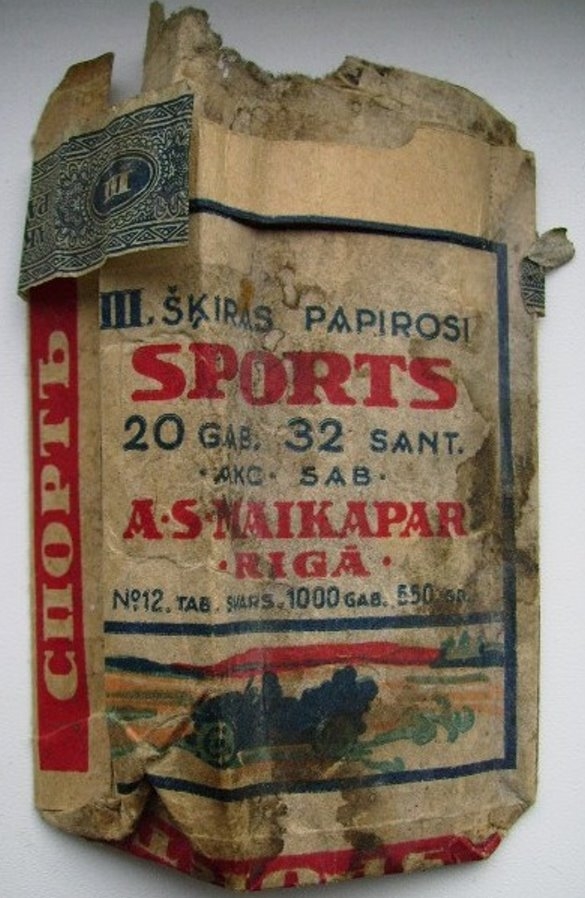 III
III. ŠĶIRAS PAPIROSI
SPORTS
20 GAB. 32 SANT.
·AKC· SAB·
A·S·MAIKAPAR
·RIGĀ·
№12. TAB. SVARS. 1000 GAB. 550 GR.
СПОРТЪ